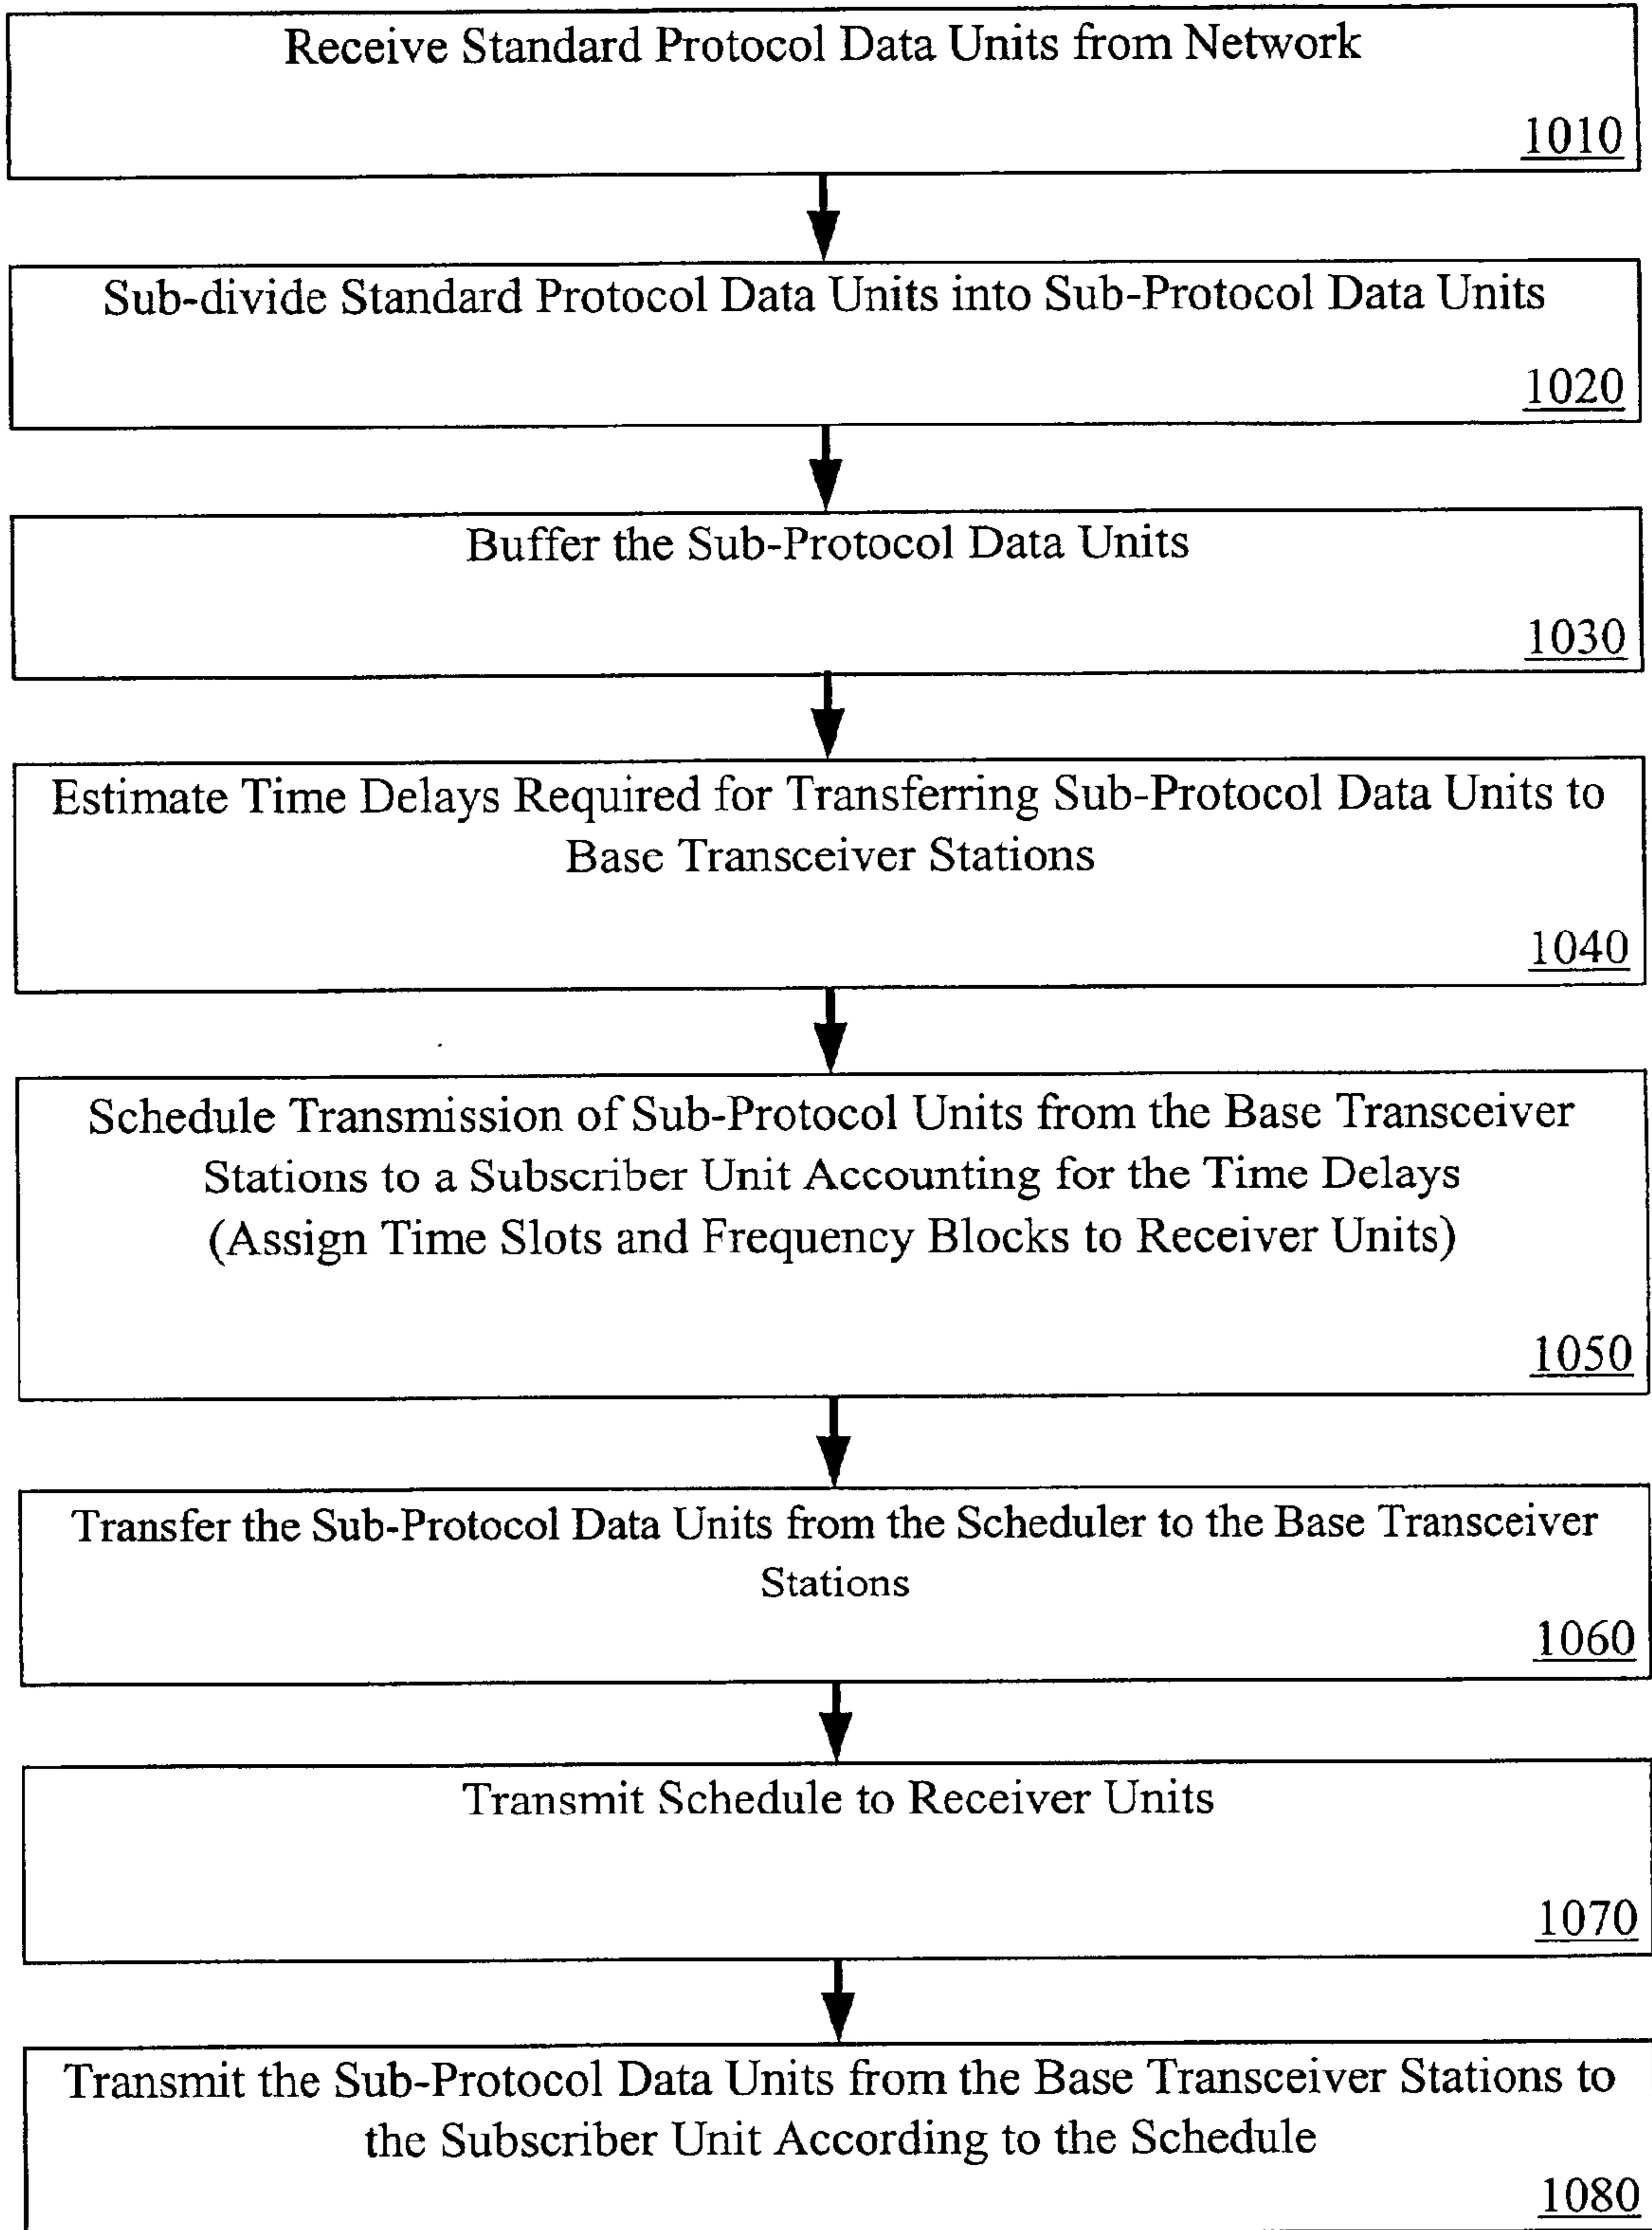 Receive Standard Protocol Data Units from Network
1010
Sub-divide Standard Protocol Data Units into Sub-Protocol Data Units
1020
Buffer the Sub-Protocol Data Units
1030
Estimate Time Delays Required for Transferring Sub-Protocol Data Units to
Base Transceiver Stations
1040
Schedule Transmission of Sub-Protocol Units from the Base Transceiver
Stations to a Subscriber Unit Accounting for the Time Delays
(Assign Time Slots and Frequency Blocks to Receiver Units)
1050
Transfer the Sub-Protocol Data Units from the Scheduler to the Base Transceiver
Stations
1060
Transmit Schedule to Receiver Units
1070
Transmit the Sub-Protocol Data Units from the Base Transceiver Stations to
the Subscriber Unit According to the Schedule
1080